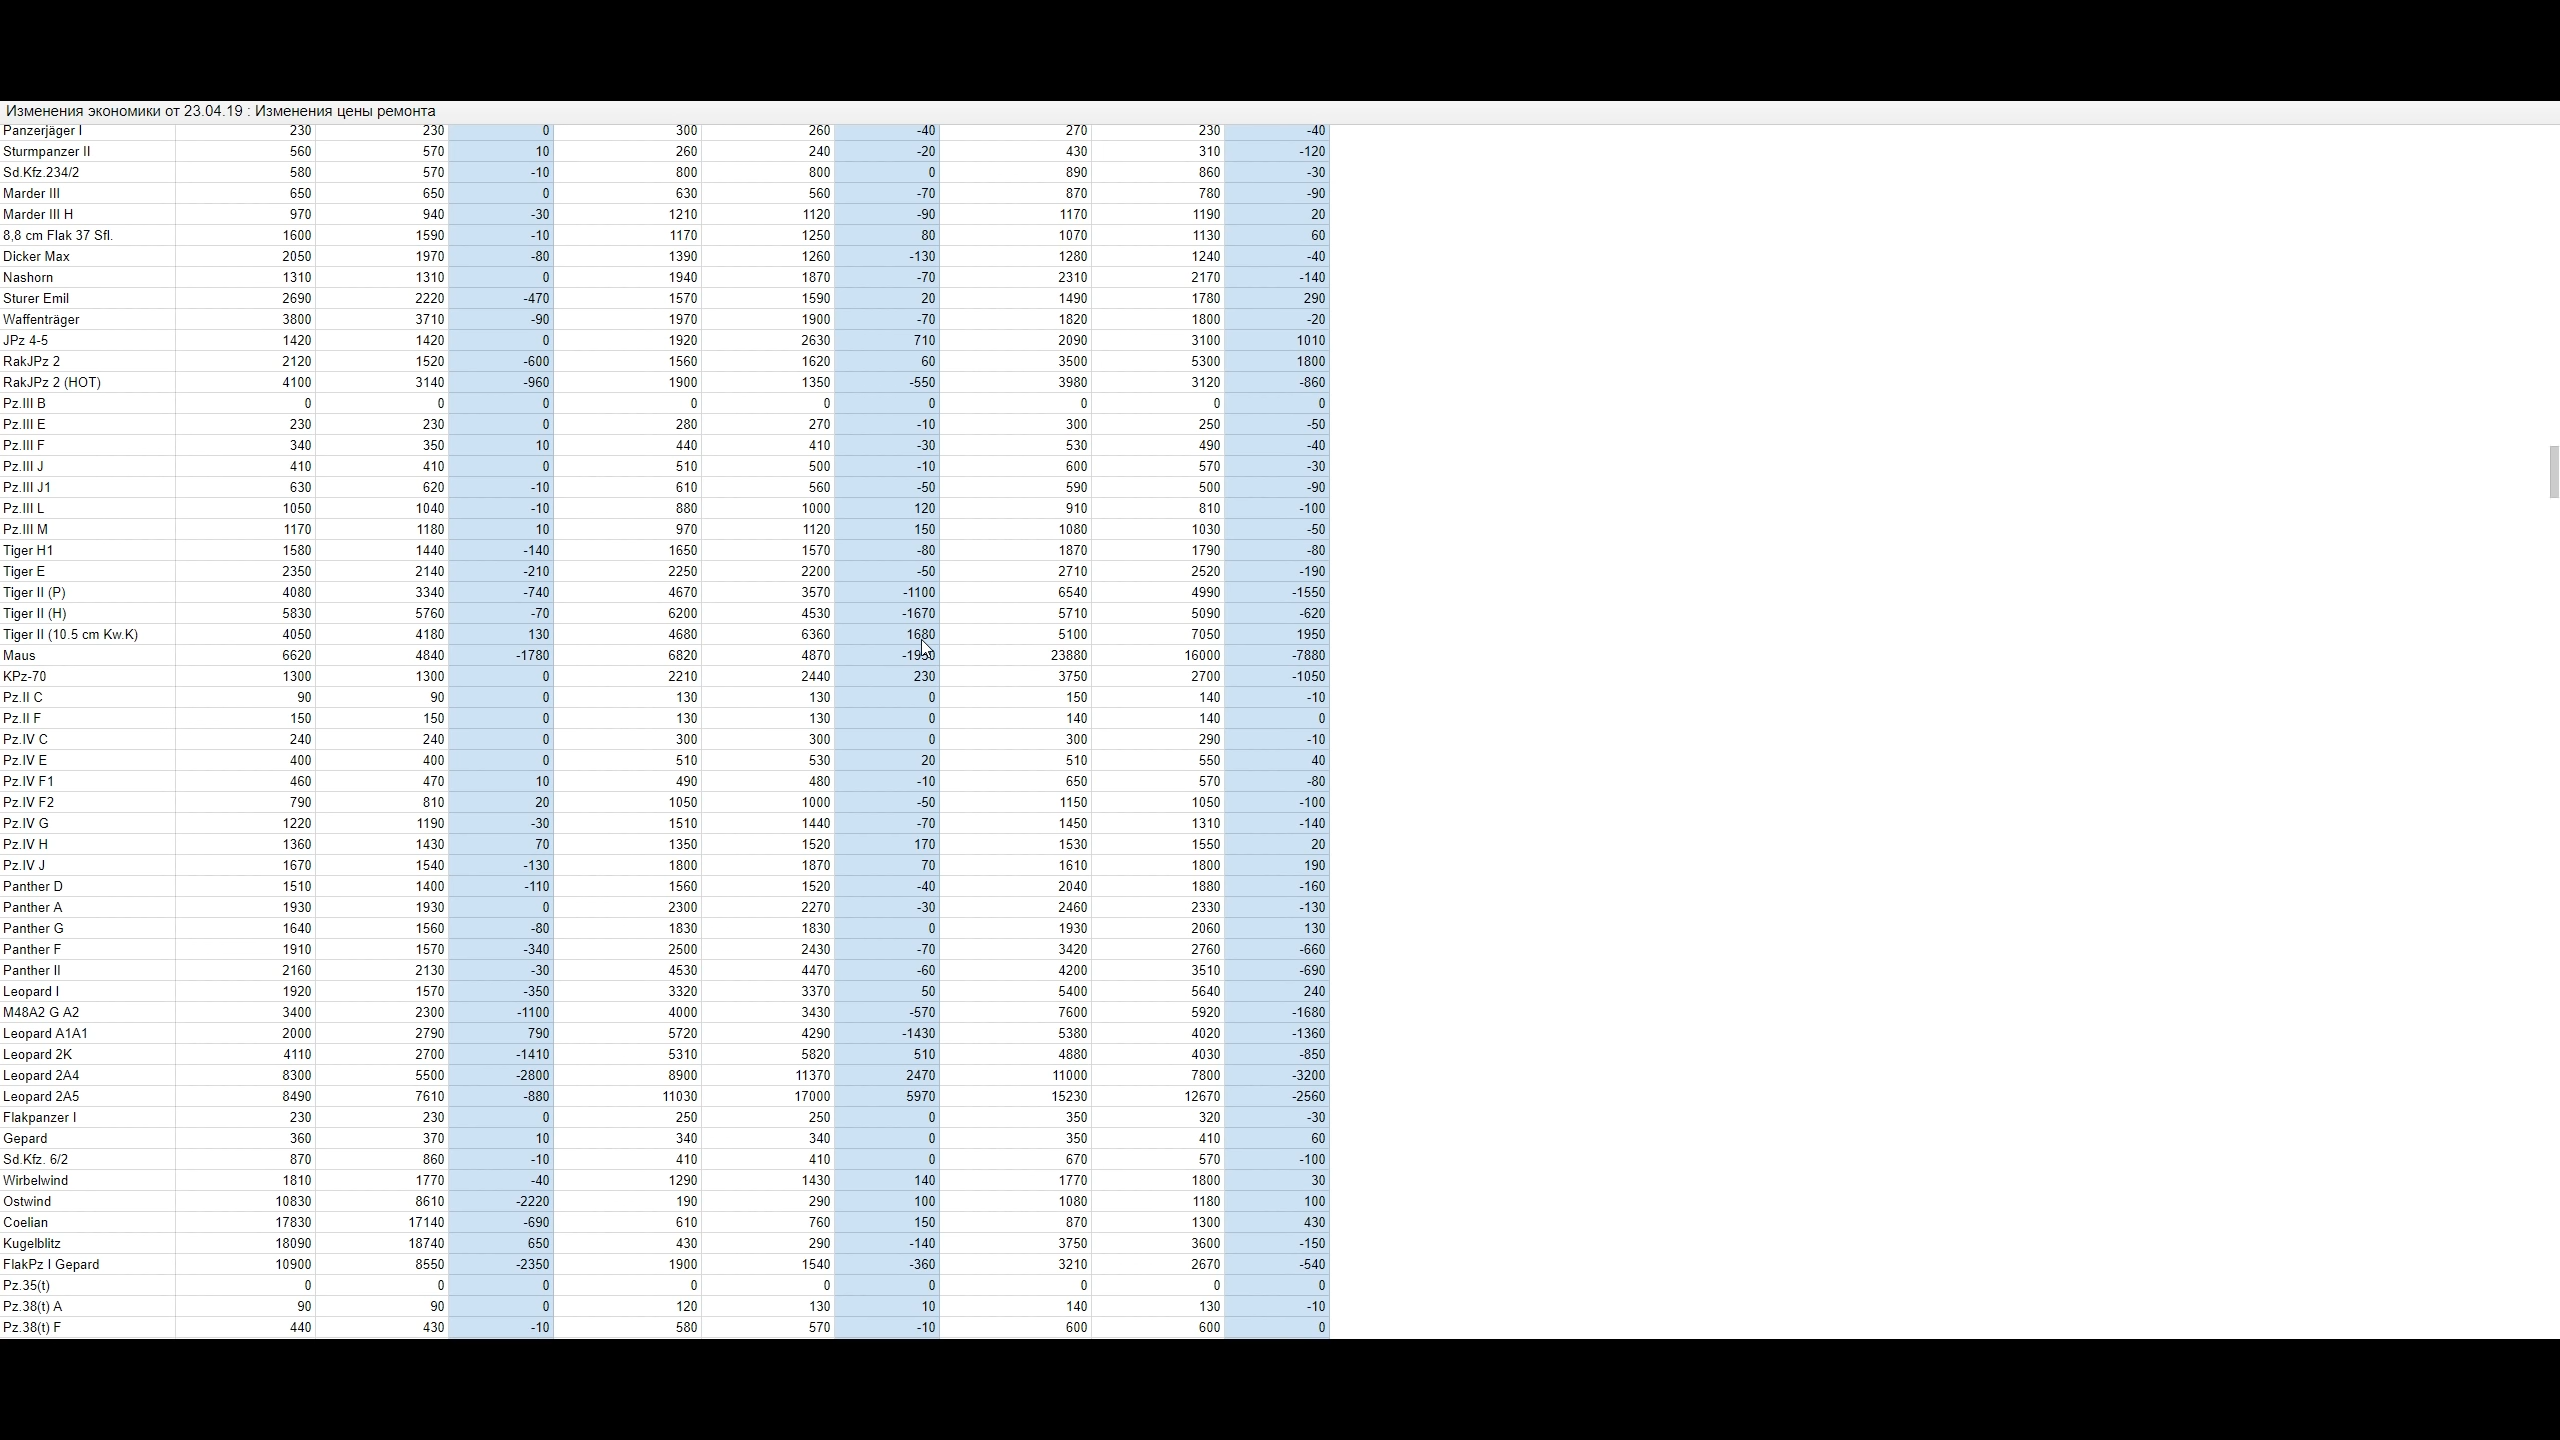 Изменения экономики от 23.04.19 : Изменения цены ремонта
Panzerjäger I 230 230 0 300 260 -40 270 230 -40
Sturmpanzer II 560 570 10 260 240 -20 430 310 -120
Sd.Kfz.234/2 580 570 -10 800 800 0 890 860 -30
Marder III 650 650 0 630 560 -70 870 780 -90
Marder III H 970 940 -30 1210 1120 -90 1170 1190 20
8,8 cm Flak 37 Sfl. 1600 1590 -10 1170 1250 80 1070 1130 60
Dicker Max 2050 1970 -80 1390 1260 -130 1280 1240 -40
Nashorn 1310 1310 0 1940 1870 -70 2310 2170 -140
Sturer Emil 2690 2220 -470 1570 1590 20 1490 1780 290
Waffenträger 3800 3710 -90 1970 1900 -70 1820 1800 -20
JPz 4-5 1420 1420 0 1920 2630 710 2090 3100 1010
RakJPz 2 2120 1520 -600 1560 1620 60 3500 5300 1800
RakJPz 2 (HOT) 4100 3140 -960 1900 1350 -550 3980 3120 -860
Pz.III B 0 0 0 0 0 0 0 0 0
Pz.III E 230 230 0 280 270 -10 300 250 -50
Pz.III F 340 350 10 440 410 -30 530 490 -40
Pz.III J 410 410 0 510 500 -10 600 570 -30
Pz.III J1 630 620 -10 610 560 -50 590 500 -90
Pz.III L 1050 1040 -10 880 1000 120 910 810 -100
Pz.III M 1170 1180 10 970 1120 150 1080 1030 -50
Tiger H1 1580 1440 -140 1650 1570 -80 1870 1790 -80
Tiger E 2350 2140 -210 2250 2200 -50 2710 2520 -190
Tiger II (P) 4080 3340 -740 4670 3570 -1100 6540 4990 -1550
Tiger II (H) 5830 5760 -70 6200 4530 -1670 5710 5090 -620
Tiger II (10.5 cm Kw.K) 4050 4180 130 4680 6360 1680 5100 7050 1950
Maus 6620 4840 -1780 6820 4870 -1950 23880 16000 -7880
KPz-70 1300 1300 0 2210 2440 230 3750 2700 -1050
Pz.II C 90 90 0 130 130 0 150 140 -10
Pz.II F 150 150 0 130 130 0 140 140 0
Pz.IV C 240 240 0 300 300 0 300 290 -10
Pz.IV E 400 400 0 510 530 20 510 550 40
Pz.IV F1 460 470 10 490 480 -10 650 570 -80
Pz.IV F2 790 810 20 1050 1000 -50 1150 1050 -100
Pz.IV G 1220 1190 -30 1510 1440 -70 1450 1310 -140
Pz.IV H 1360 1430 70 1350 1520 170 1530 1550 20
Pz.IV J 1670 1540 -130 1800 1870 70 1610 1800 190
Panther D 1510 1400 -110 1560 1520 -40 2040 1880 -160
Panther A 1930 1930 0 2300 2270 -30 2460 2330 -130
Panther G 1640 1560 -80 1830 1830 0 1930 2060 130
Panther F 1910 1570 -340 2500 2430 -70 3420 2760 -660
Panther II 2160 2130 -30 4530 4470 -60 4200 3510 -690
Leopard I 1920 1570 -350 3320 3370 50 5400 5640 240
M48A2 G A2 3400 2300 -1100 4000 3430 -570 7600 5920 -1680
Leopard A1A1 2000 2790 790 5720 4290 -1430 5380 4020 -1360
Leopard 2K 4110 2700 -1410 5310 5820 510 4880 4030 -850
Leopard 2A4 8300 5500 -2800 8900 11370 2470 11000 7800 -3200
Leopard 2A5 8490 7610 -880 11030 17000 5970 15230 12670 -2560
Flakpanzer I 230 230 0 250 250 0 350 320 -30
Gepard 360 370 10 340 340 0 350 410 60
Sd.Kfz. 6/2 870 860 -10 410 410 0 670 570 -100
Wirbelwind 1810 1770 -40 1290 1430 140 1770 1800 30
Ostwind 10830 8610 -2220 190 290 100 1080 1180 100
Coelian 17830 17140 -690 610 760 150 870 1300 430
Kugelblitz 18090 18740 650 430 290 -140 3750 3600 -150
FlakPz I Gepard 10900 8550 -2350 1900 1540 -360 3210 2670 -540
Pz.35(t) 0 0 0 0 0 0 0 0 0
Pz.38(t) A 90 90 0 120 130 10 140 130 -10
Pz.38(t) F 440 430 -10 580 570 -10 600 600 0